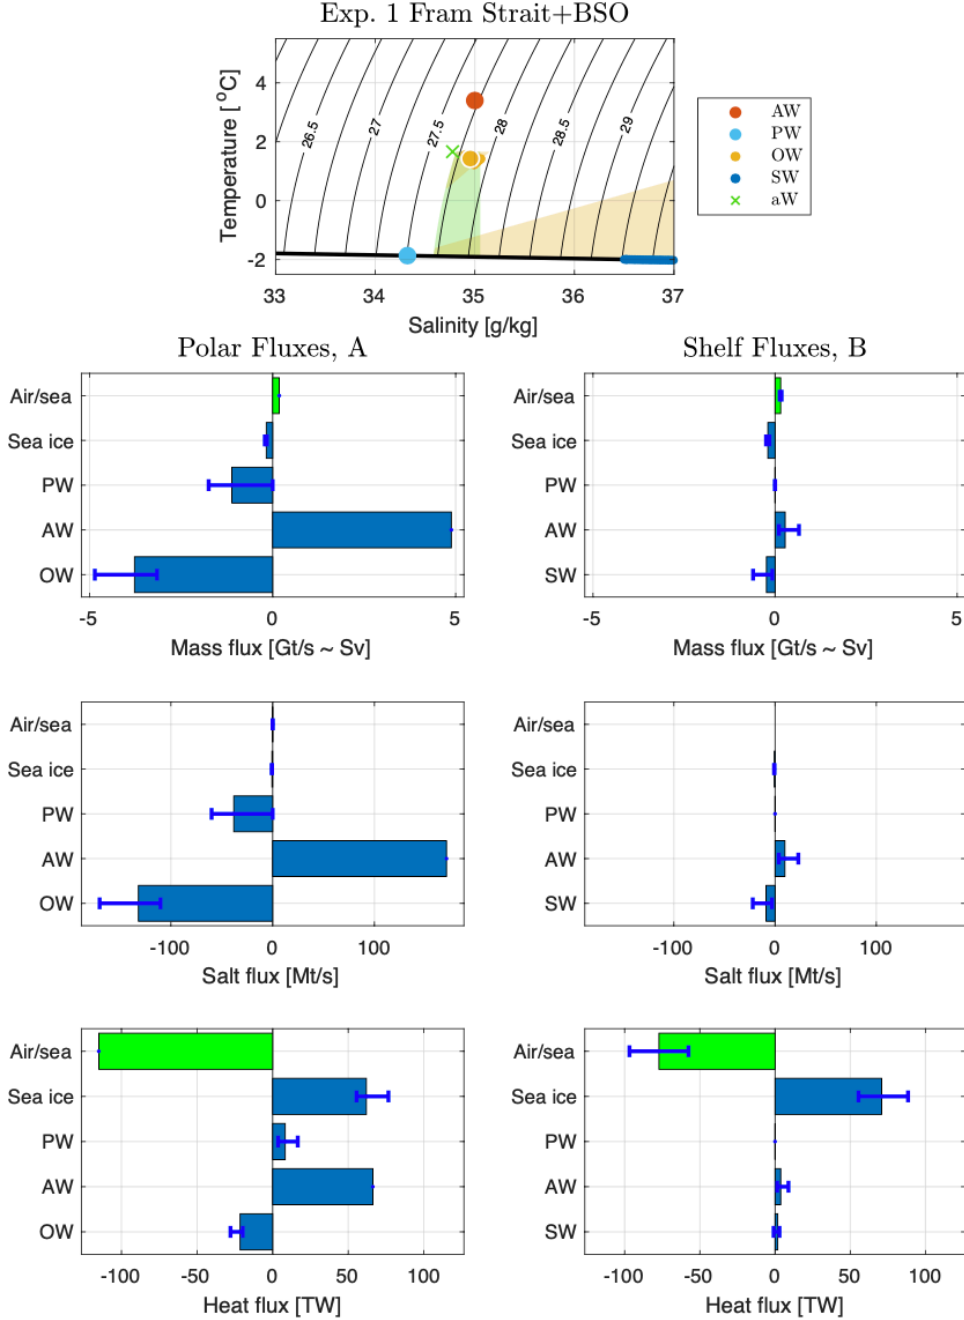 Exp. 1 Fram Strait+BSO
Temperature [ °C]
4
2
0
-2
26.5
27
27.5
28
28.5
29
33
34
35
36
37
Salinity [g/kg]
AW
PW
OW
SW
aW
Polar Fluxes, A
Air/sea
Sea ice
PW
AW
OW
-5
0
5
Mass flux [Gt/s ~ Sv]
Shelf Fluxes, B
Air/sea
Sea ice
PW
AW
SW
-5
0
5
Mass flux [Gt/s ~ Sv]
Air/sea
Sea ice
PW
AW
OW
-100
0
100
Salt flux [Mt/s]
Air/sea
Sea ice
PW
AW
SW
-100
0
100
Salt flux [Mt/s]
Air/sea
Sea ice
PW
AW
OW
-100
-50
0
50
100
Heat flux [TW]
Air/sea
Sea ice
PW
AW
SW
-100
-50
0
50
100
Heat flux [TW]